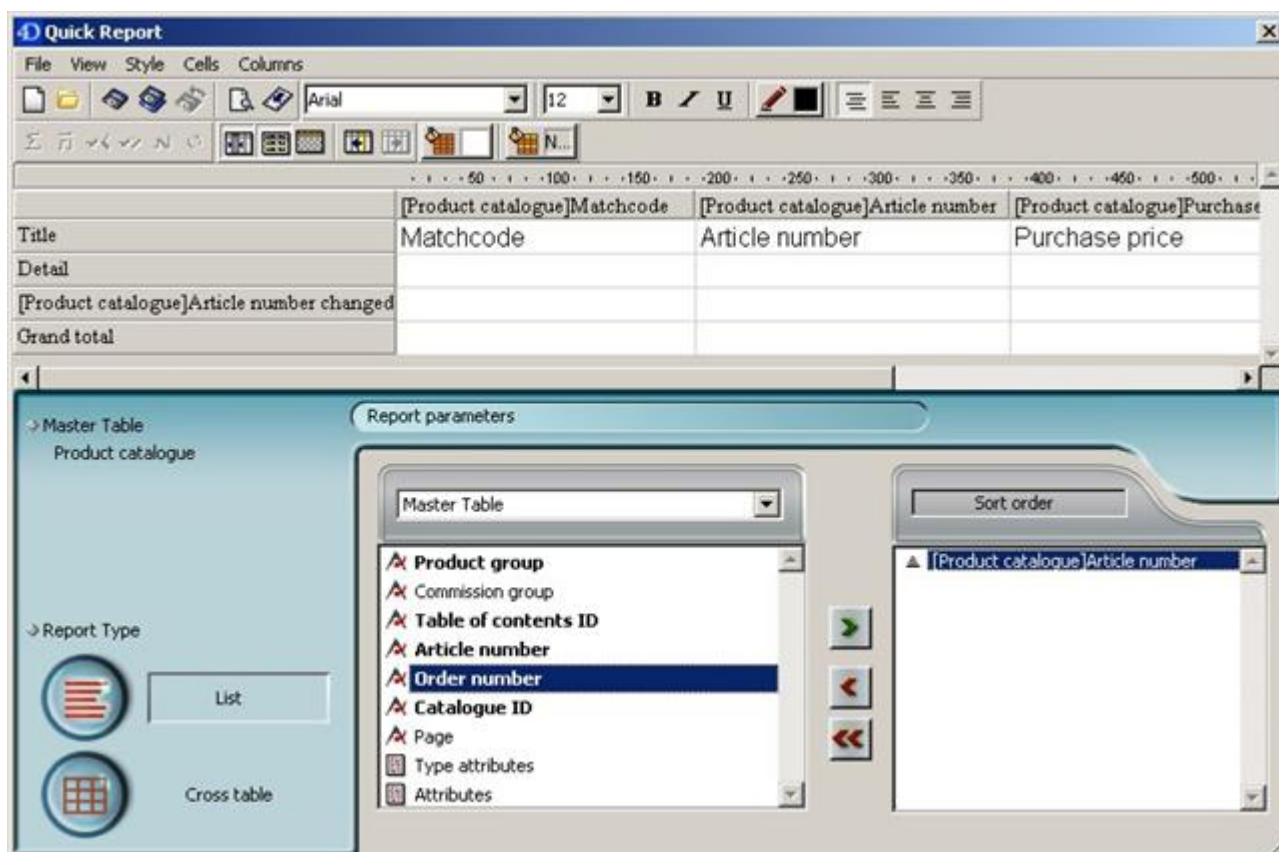 4D Quick Report
File View Style Cells Columns
Arial 12 B I U
N...
50 100 150 200 250 300 350 400 450 500
[Product catalogue]Matchcode [Product catalogue]Article number [Product catalogue]Purchase
Title Matchcode Article number Purchase price
Detail
[Product catalogue]Article number changed
Grand total
Master Table
Product catalogue
Report parameters
Master Table
Sort order
Product group
Commission group
Table of contents ID
Article number
Order number
Catalogue ID
Page
Type attributes
Attributes
[Product catalogue]Article number
Report Type
List
Cross table